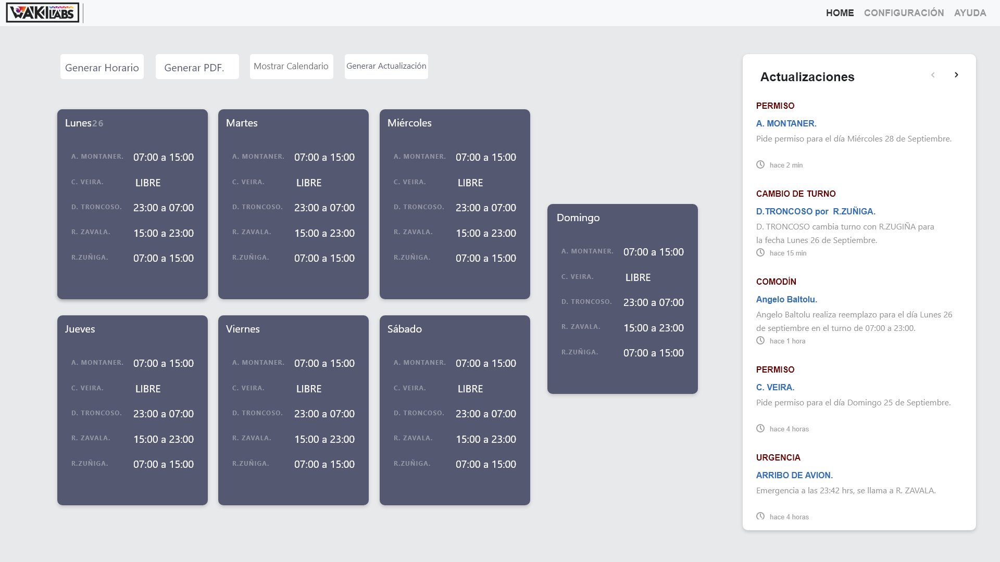 WAKI LABS
HOME CONFIGURACIÓN AYUDA
Generar Horario
Generar PDF.
Mostrar Calendario
Generar Actualización
Lunes26
A. MONTANER. 07:00 a 15:00
C. VEIRA. LIBRE
D. TRONCOSO. 23:00 a 07:00
R. ZAVALA. 15:00 a 23:00
R.ZUÑIGA. 07:00 a 15:00
Martes
A. MONTANER. 07:00 a 15:00
C. VEIRA. LIBRE
D. TRONCOSO. 23:00 a 07:00
R. ZAVALA. 15:00 a 23:00
R.ZUÑIGA. 07:00 a 15:00
Miércoles
A. MONTANER. 07:00 a 15:00
C. VEIRA. LIBRE
D. TRONCOSO. 23:00 a 07:00
R. ZAVALA. 15:00 a 23:00
R.ZUÑIGA. 07:00 a 15:00
Jueves
A. MONTANER. 07:00 a 15:00
C. VEIRA. LIBRE
D. TRONCOSO. 23:00 a 07:00
R. ZAVALA. 15:00 a 23:00
R.ZUÑIGA. 07:00 a 15:00
Viernes
A. MONTANER. 07:00 a 15:00
C. VEIRA. LIBRE
D. TRONCOSO. 23:00 a 07:00
R. ZAVALA. 15:00 a 23:00
R.ZUÑIGA. 07:00 a 15:00
Sábado
A. MONTANER. 07:00 a 15:00
C. VEIRA. LIBRE
D. TRONCOSO. 23:00 a 07:00
R. ZAVALA. 15:00 a 23:00
R.ZUÑIGA. 07:00 a 15:00
Domingo
A. MONTANER. 07:00 a 15:00
C. VEIRA. LIBRE
D. TRONCOSO. 23:00 a 07:00
R. ZAVALA. 15:00 a 23:00
R.ZUÑIGA. 07:00 a 15:00
Actualizaciones
PERMISO
A. MONTANER.
Pide permiso para el día Miércoles 28 de Septiembre.
hace 2 min
CAMBIO DE TURNO
D.TRONCOSO por R.ZUÑIGA.
D. TRONCOSO cambia turno con R.ZUGIÑA para
la fecha Lunes 26 de Septiembre.
hace 15 min
COMODÍN
Angelo Baltolu.
Angelo Baltolu realiza reemplazo para el día Lunes 26
de septiembre en el turno de 07:00 a 23:00.
hace 1 hora
PERMISO
C. VEIRA.
Pide permiso para el día Domingo 25 de Septiembre.
hace 4 horas
URGENCIA
ARRIBO DE AVION.
Emergencia a las 23:42 hrs, se llama a R. ZAVALA.
hace 4 horas